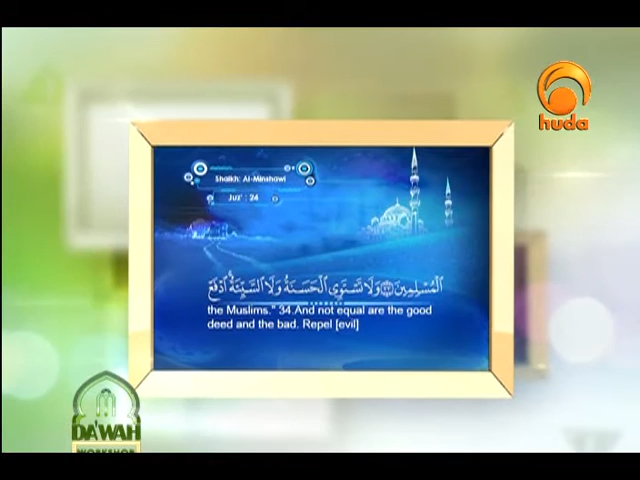 huda
Shaikh: Al-Minshawi
Juz' : 24
الْمُسْلِمِينَ ﴿٣٣﴾ وَلَا تَسْتَوِي الْحَسَنَةُ وَلَا السَّيِّئَةُ ۚ ادْفَعْ
the Muslims." 34.And not equal are the good
deed and the bad. Repel [evil]
DA'WAH
WORKSHOP